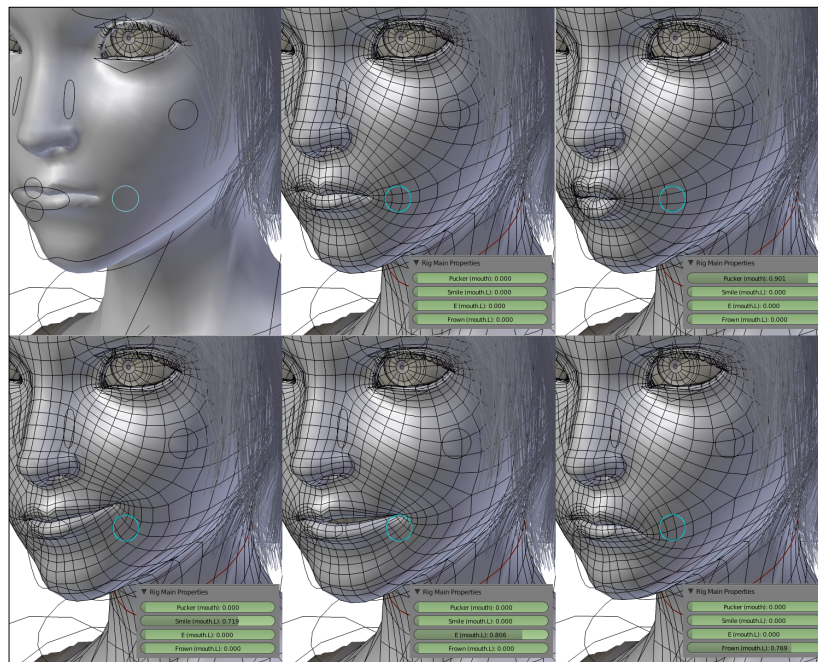 Rig Main Properties
Pucker (mouth): 0.000
Smile (mouth.L): 0.000
E (mouth.L): 0.000
Frown (mouth.L): 0.000
Rig Main Properties
Pucker (mouth): 0.901
Smile (mouth.L): 0.000
E (mouth.L): 0.000
Frown (mouth.L): 0.000
Rig Main Properties
Pucker (mouth): 0.000
Smile (mouth.L): 0.719
E (mouth.L): 0.000
Frown (mouth.L): 0.000
Rig Main Properties
Pucker (mouth): 0.000
Smile (mouth.L): 0.000
E (mouth.L): 0.806
Frown (mouth.L): 0.000
Rig Main Properties
Pucker (mouth): 0.000
Smile (mouth.L): 0.000
E (mouth.L): 0.000
Frown (mouth.L): 0.769